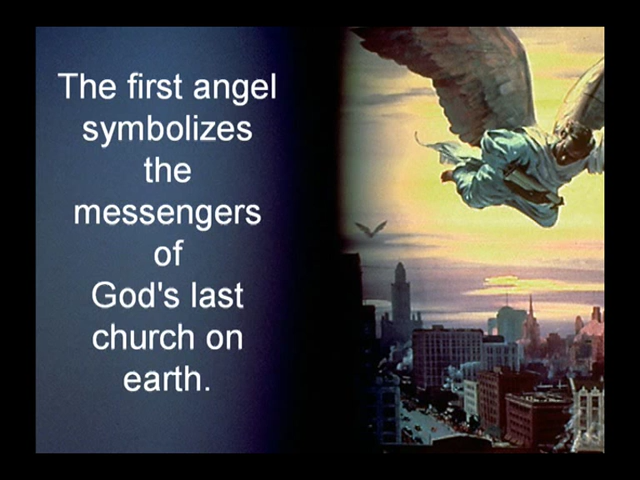 The first angel
symbolizes
the
messengers
of
God's last
church on
earth.